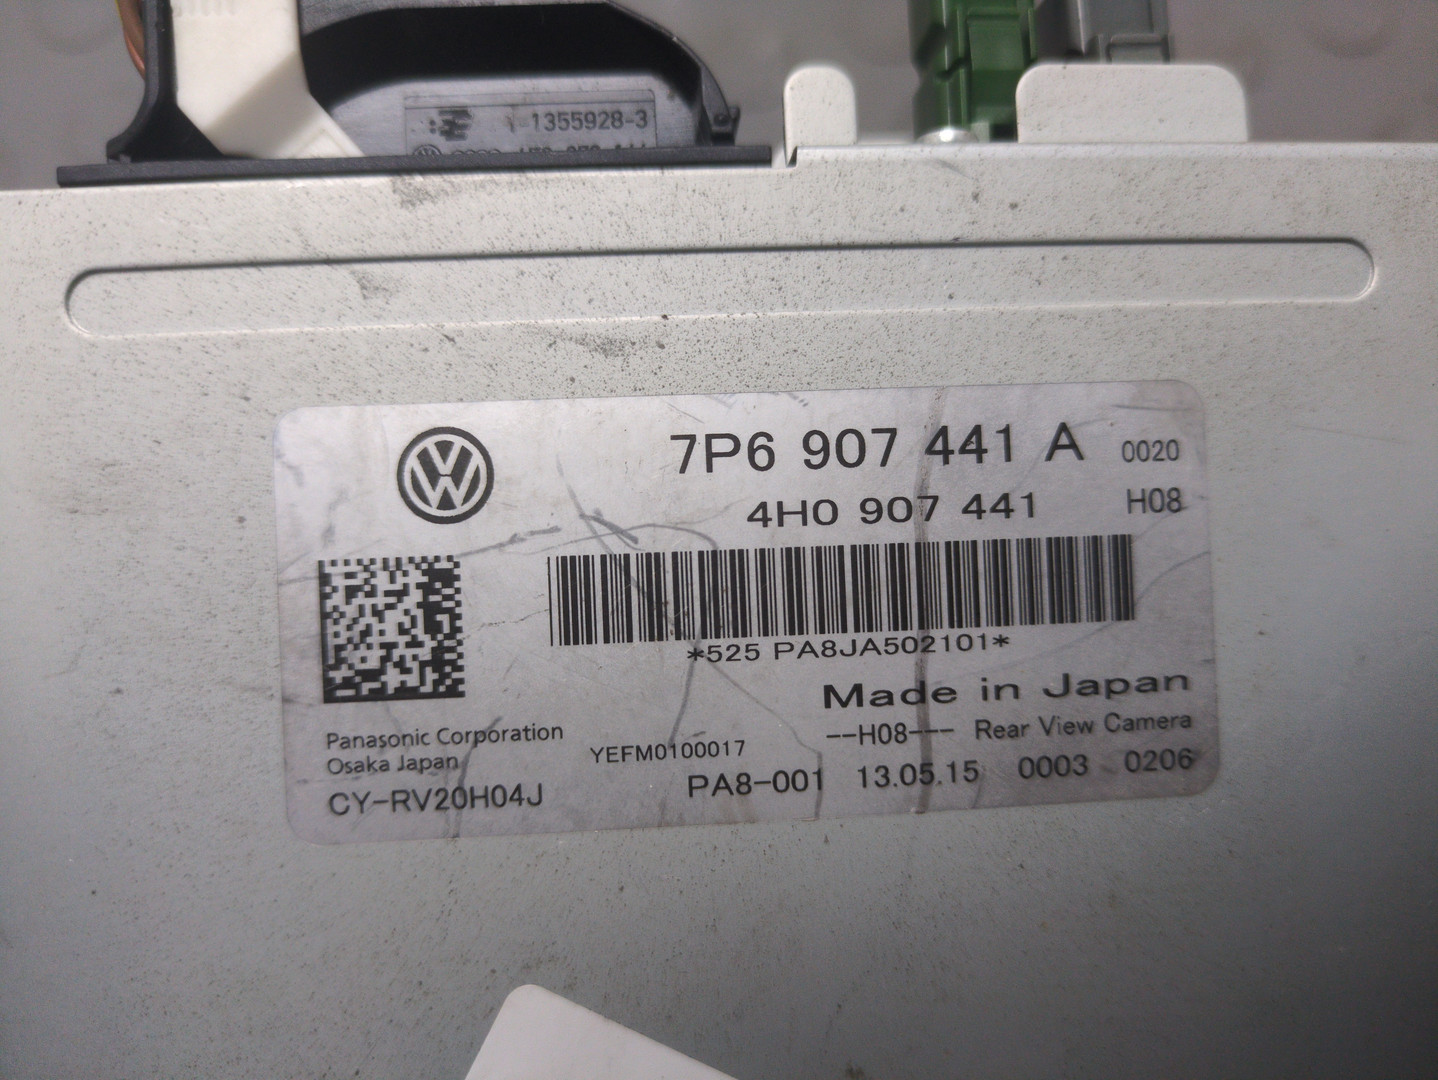 1355928-3
7P6 907 441 A 0020
4H0 907 441 H08
*525 PA8JA502101*
Made in Japan
Panasonic Corporation
Osaka Japan
YEFM0100017
--H08--- Rear View Camera
CY-RV20H04J
PA8-001 13.05.15 0003 0206